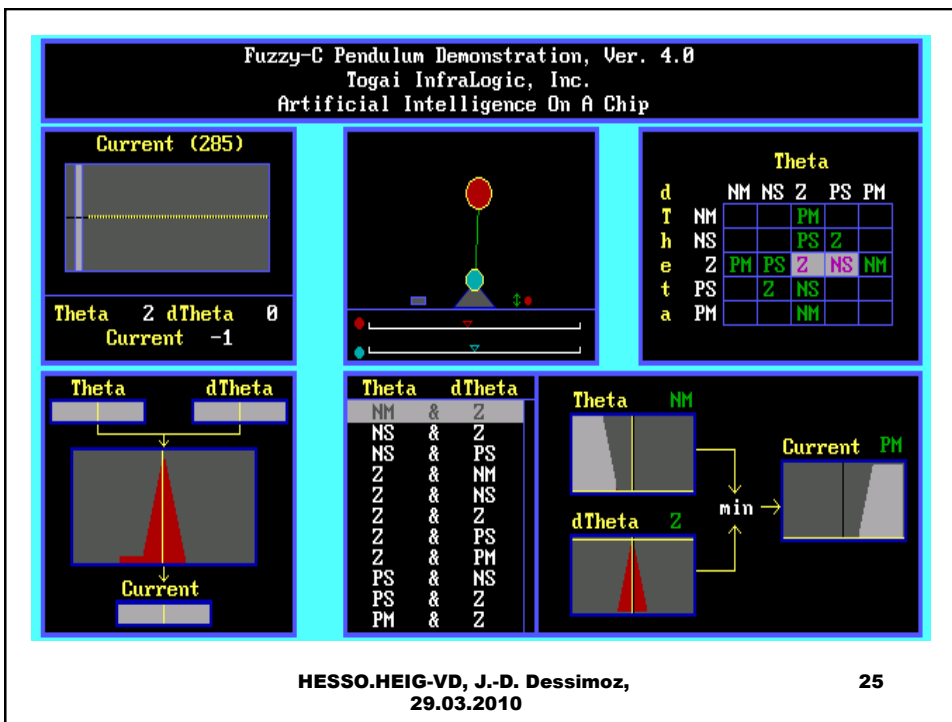 Fuzzy-C Pendulum Demonstration, Ver. 4.0
Togai InfraLogic, Inc.
Artificial Intelligence On A Chip
Current (285)
Theta 2 dTheta 0
Current -1
Theta
d NM NS Z PS PM
T NM PM
h NS PS Z
e Z PM PS Z NS NM
t PS Z NS
a PM NM
Theta dTheta
Current
Theta dTheta
NM & Z
NS & Z
NS & PS
Z & NM
Z & NS
Z & Z
Z & PS
Z & PM
PS & NS
PS & Z
PM & Z
Theta NM
dTheta Z
min
Current PM
HESSO.HEIG-VD, J.-D. Dessimoz,
29.03.2010
25